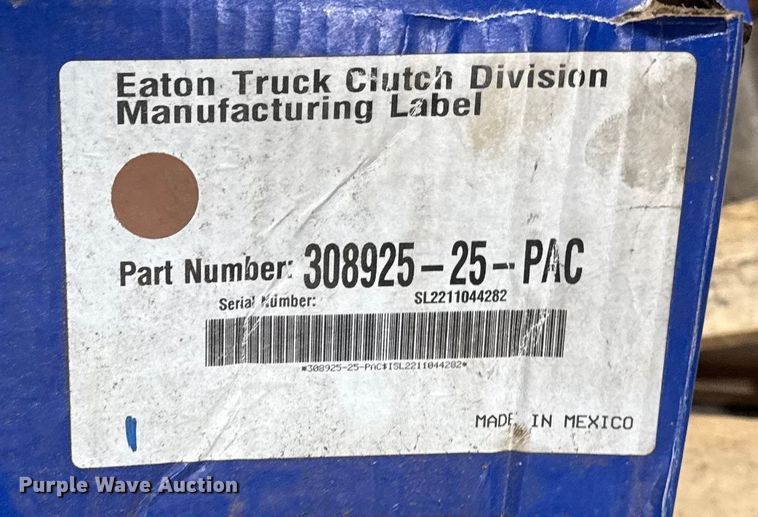 Eaton Truck Clutch Division
Manufacturing Label
Part Number: 308925-25-PAC
Serial Number: SL2211044282
*308925-25-PAC$ISL2211044282*
MADE IN MEXICO
Purple Wave Auction